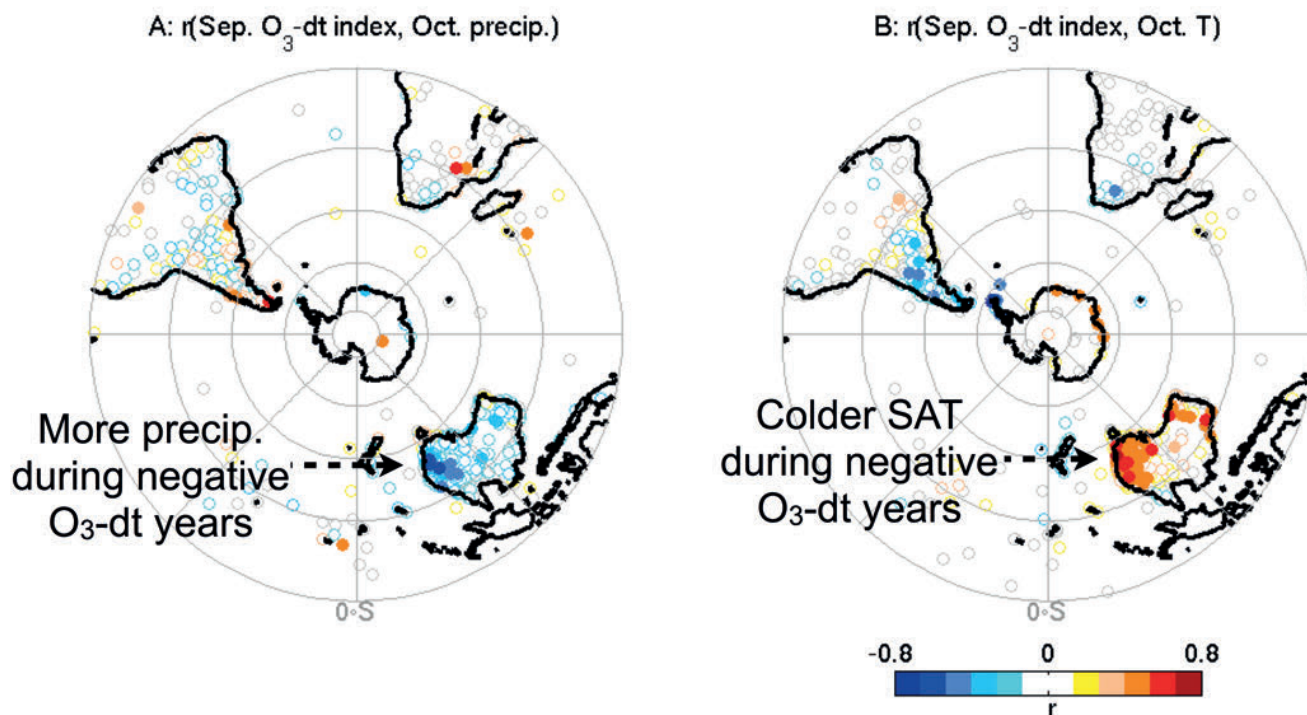 A: r(Sep. O₃-dt index, Oct. precip.)
B: r(Sep. O₃-dt index, Oct. T)
More precip.
during negative
O₃-dt years
Colder SAT
during negative
O₃-dt years
0◦S
0◦S
-0.8 0 0.8
r